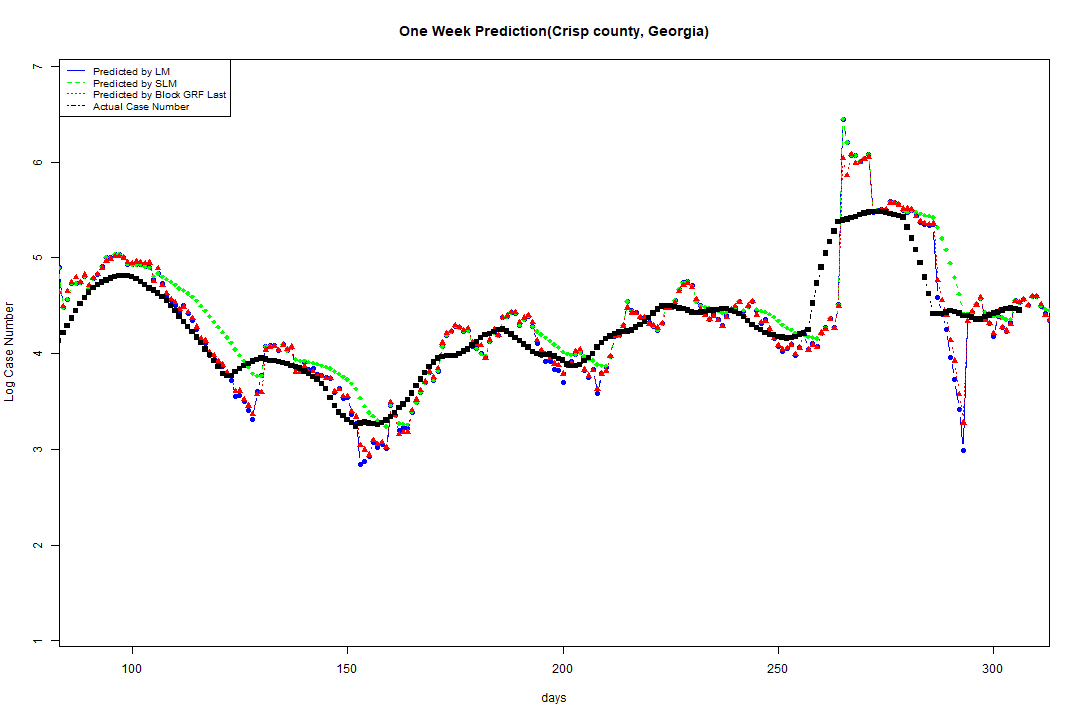 One Week Prediction(Crisp county, Georgia)
Predicted by LM
Predicted by SLM
Predicted by Block GRF Last
Actual Case Number
7
6
5
4
3
2
1
Log Case Number
100 150 200 250 300
days